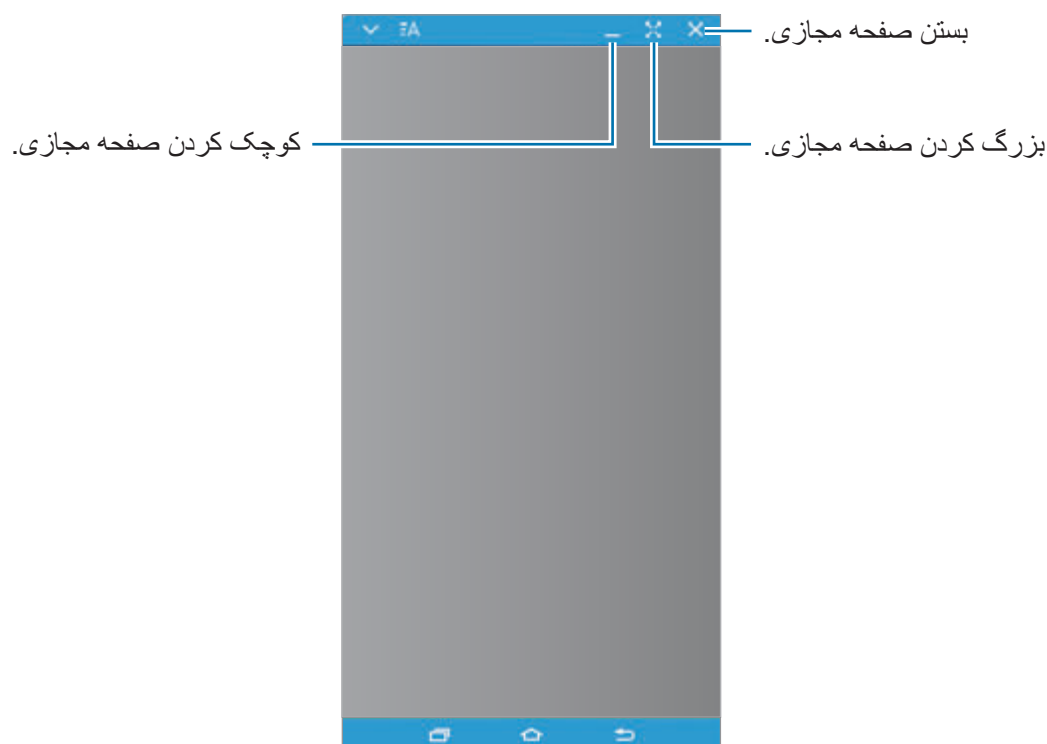 بستن صفحه مجازی.
بزرگ کردن صفحه مجازی.
کوچک کردن صفحه مجازی.